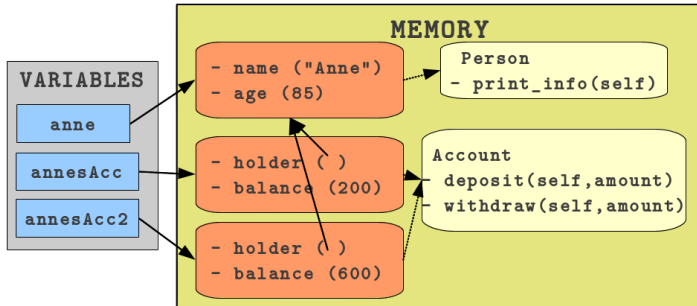 MEMORY
VARIABLES
anne
annesAcc
annesAcc2
- name ("Anne")
- age (85)
- holder ( )
- balance (200)
- holder ( )
- balance (600)
Person
- print_info(self)
Account
- deposit(self,amount)
- withdraw(self,amount)